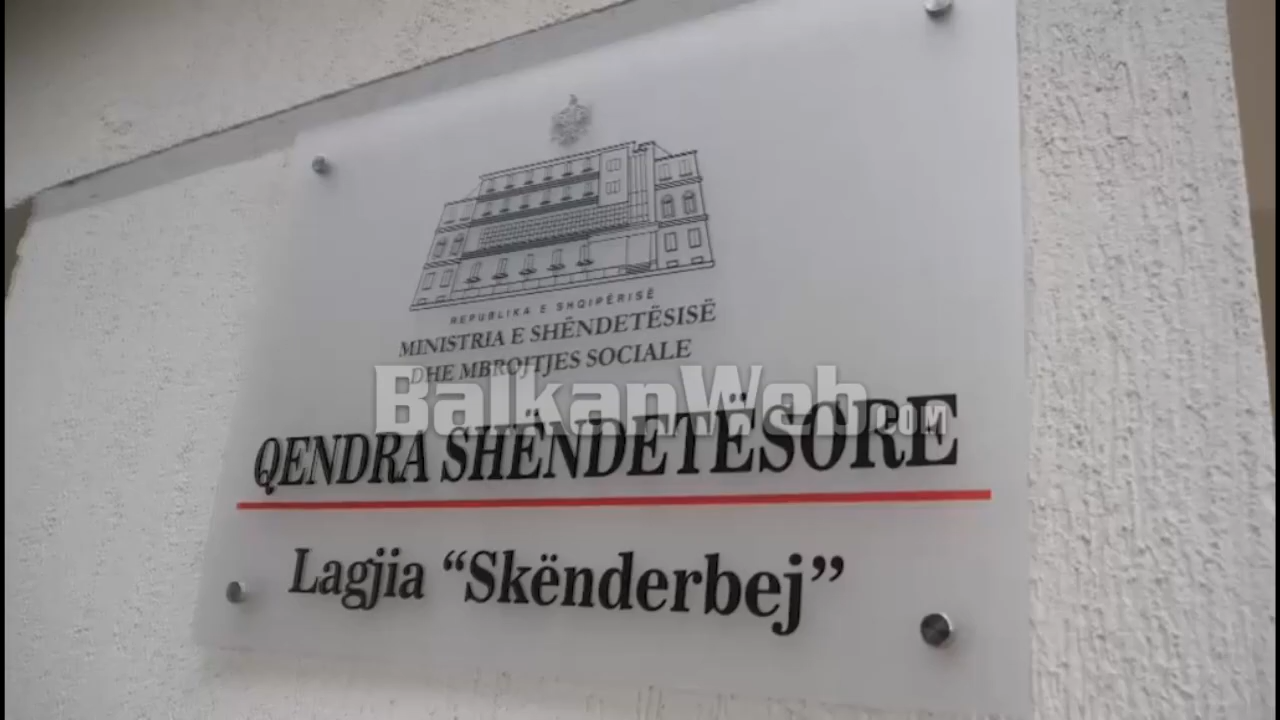 REPUBLIKA E SHQIPËRISË
MINISTRIA E SHËNDETËSISË
DHE MBROJTJES SOCIALE
BalkanWeb.COM
QENDRA SHËNDETËSORE
Lagjia “Skënderbej”